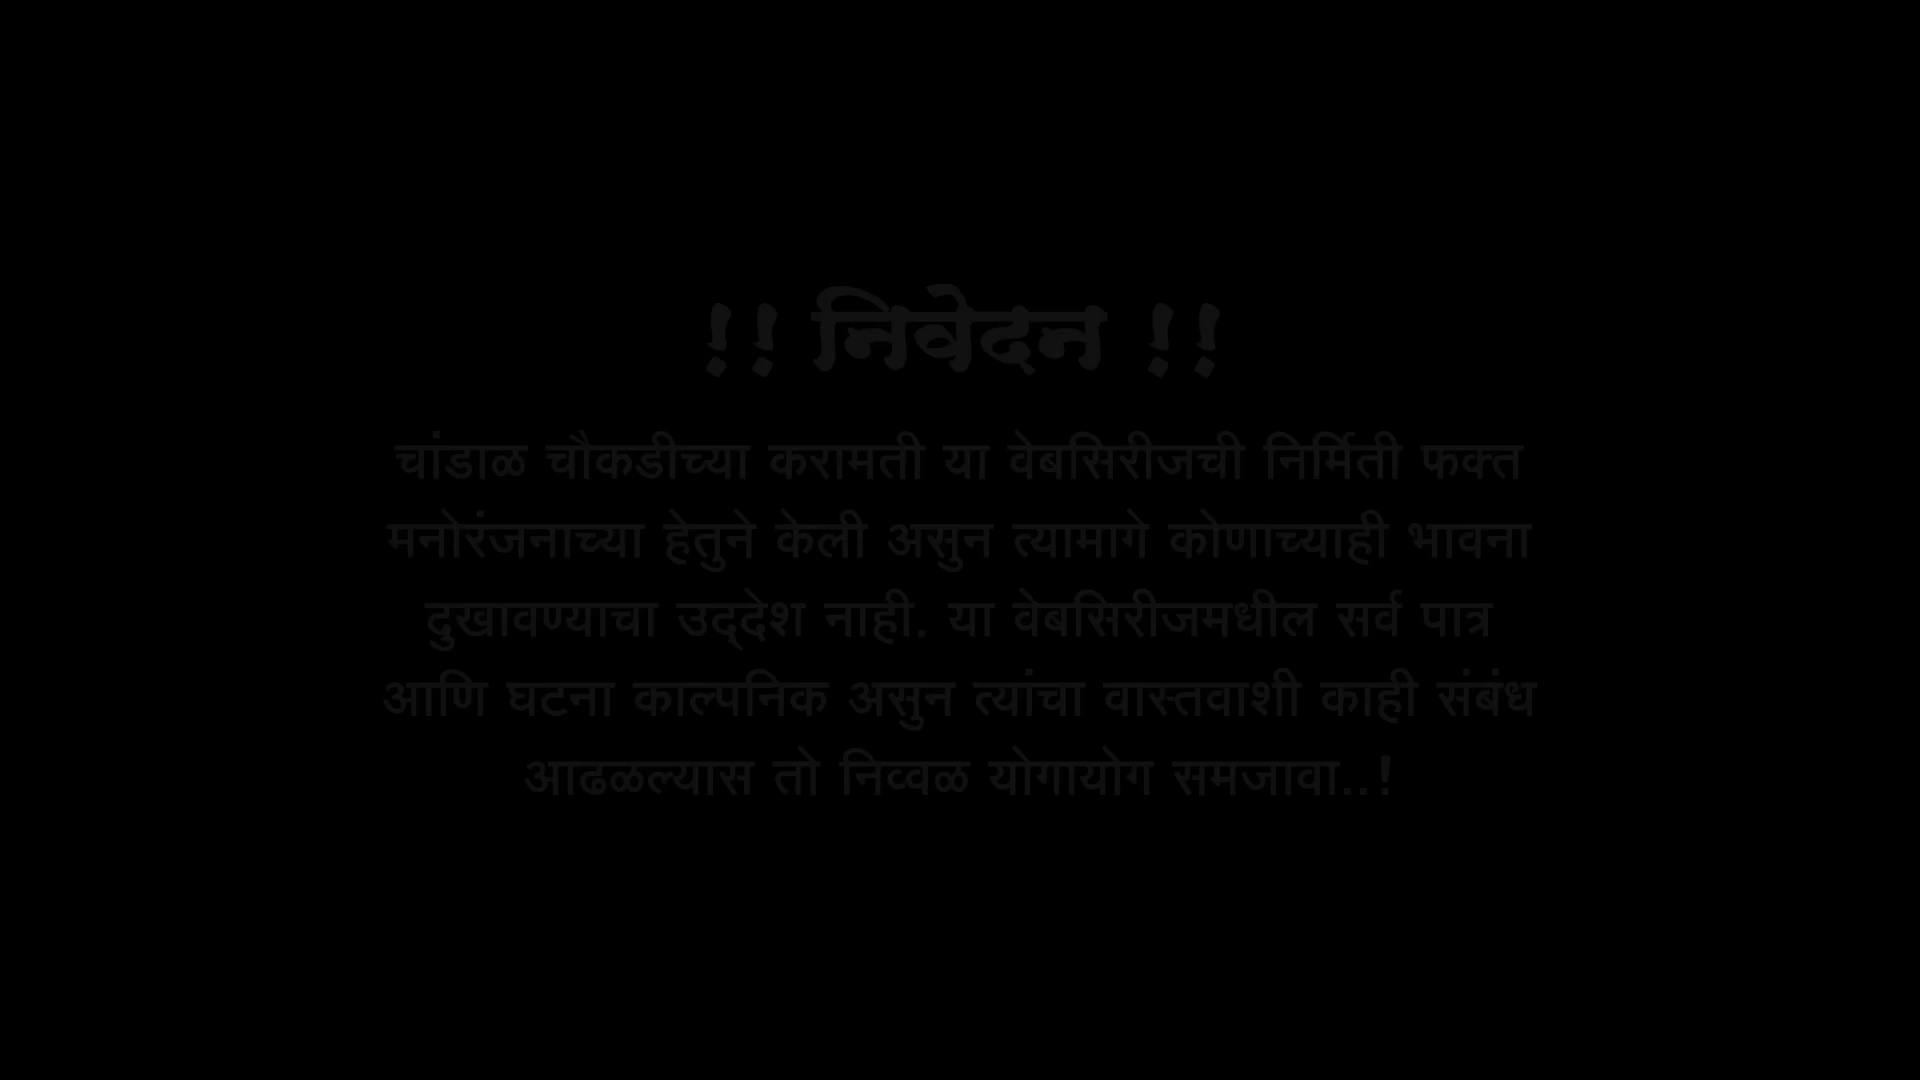 !! निवेदन !!
चांडाळ चौकडीच्या करामती या वेबसिरीजची निर्मिती फक्त
मनोरंजनाच्या हेतुने केली असुन त्यामागे कोणाच्याही भावना
दुखावण्याचा उद्‌देश नाही. या वेबसिरीजमधील सर्व पात्र
आणि घटना काल्पनिक असुन त्यांचा वास्तवाशी काही संबंध
आढळल्यास तो निव्वळ योगायोग समजावा..!